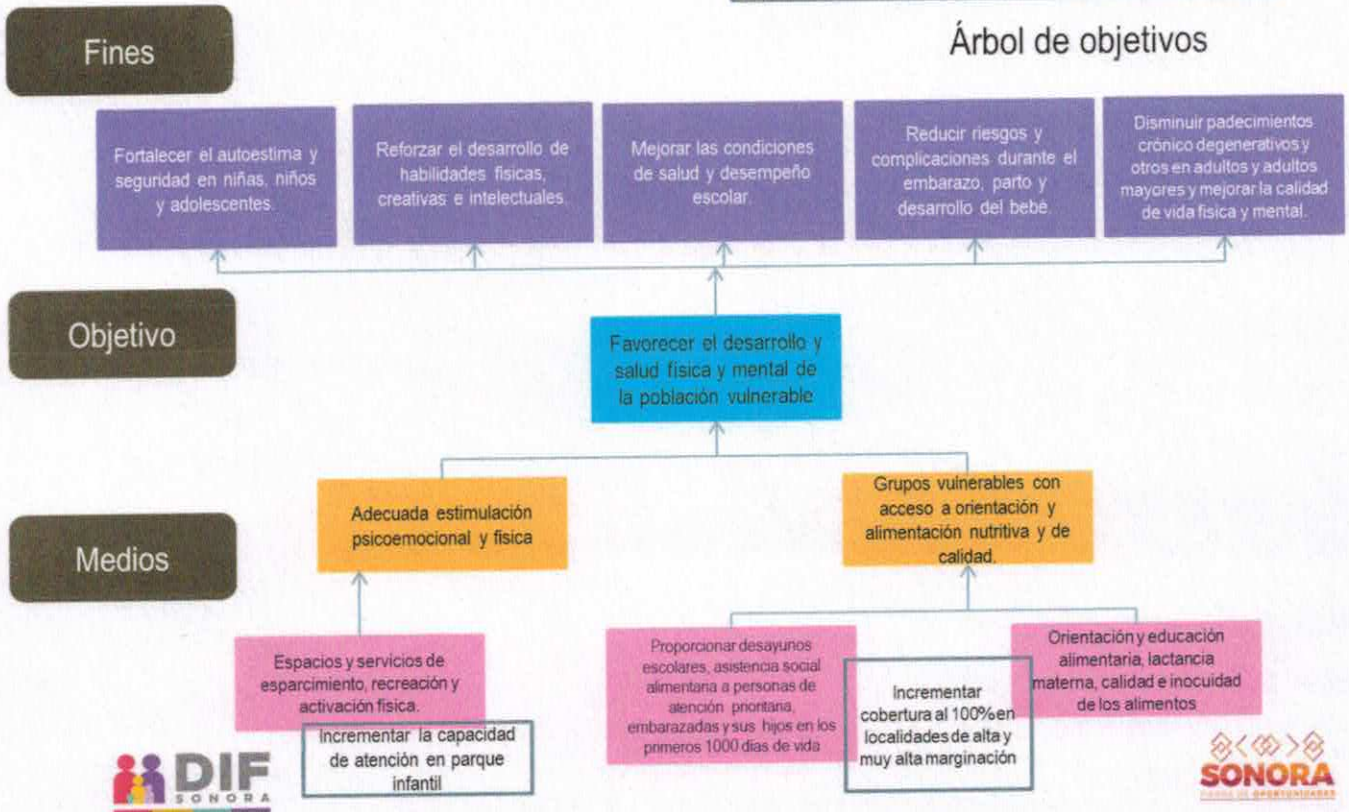 Árbol de objetivos
Fines
Fortalecer el autoestima y
seguridad en niñas, niños
y adolescentes.
Reforzar el desarrollo de
habilidades físicas,
creativas e intelectuales.
Mejorar las condiciones
de salud y desempeño
escolar.
Reducir riesgos y
complicaciones durante el
embarazo, parto y
desarrollo del bebé.
Disminuir padecimientos
crónico degenerativos y
otros en adultos y adultos
mayores y mejorar la calidad
de vida física y mental.
Objetivo
Favorecer el desarrollo y
salud física y mental de
la población vulnerable
Medios
Adecuada estimulación
psicoemocional y física
Grupos vulnerables con
acceso a orientación y
alimentación nutritiva y de
calidad.
Espacios y servicios de
esparcimiento, recreación y
activación física.
Incrementar la capacidad
de atención en parque
infantil
Proporcionar desayunos
escolares, asistencia social
alimentaria a personas de
atención prioritaria,
embarazadas y sus hijos en los
primeros 1000 días de vida
Incrementar
cobertura al 100% en
localidades de alta y
muy alta marginación
Orientación y educación
alimentaria, lactancia
materna, calidad e inocuidad
de los alimentos
DIF
SONORA
SONORA
TIERRA DE OPORTUNIDADES